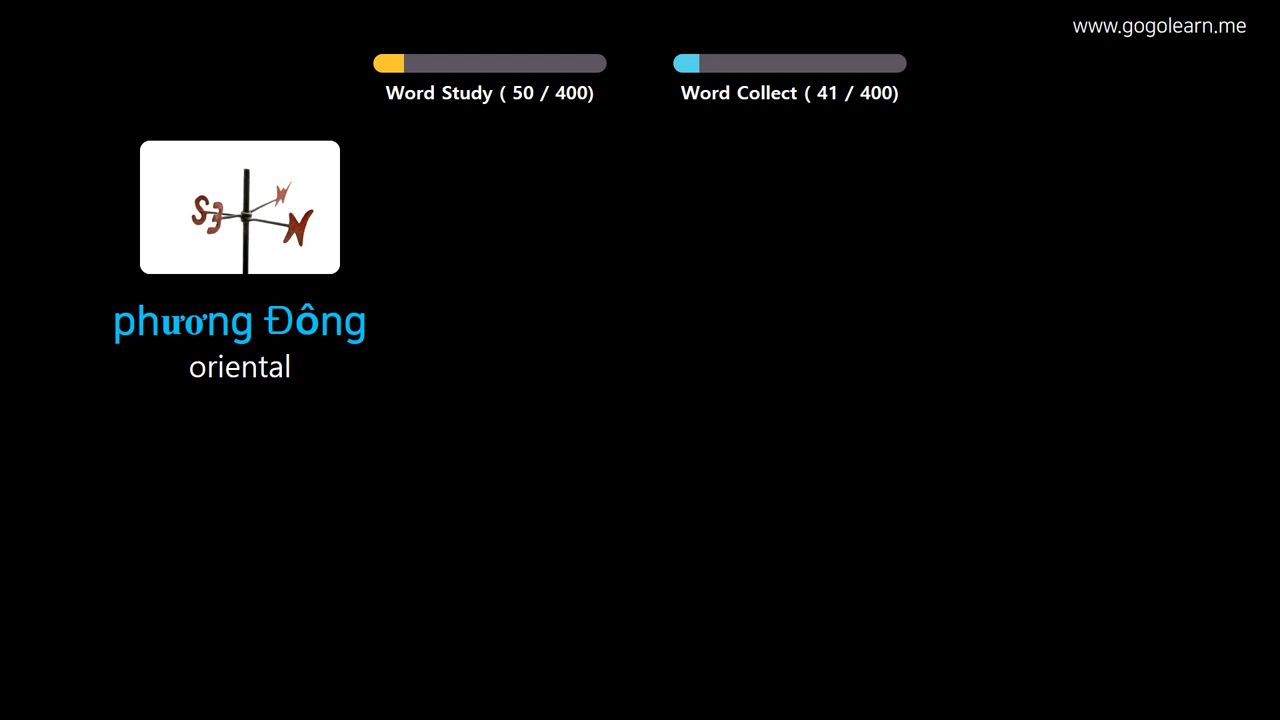 www.gogolearn.me
Word Study ( 50 / 400)
Word Collect ( 41 / 400)
S E N
phương Đông
oriental